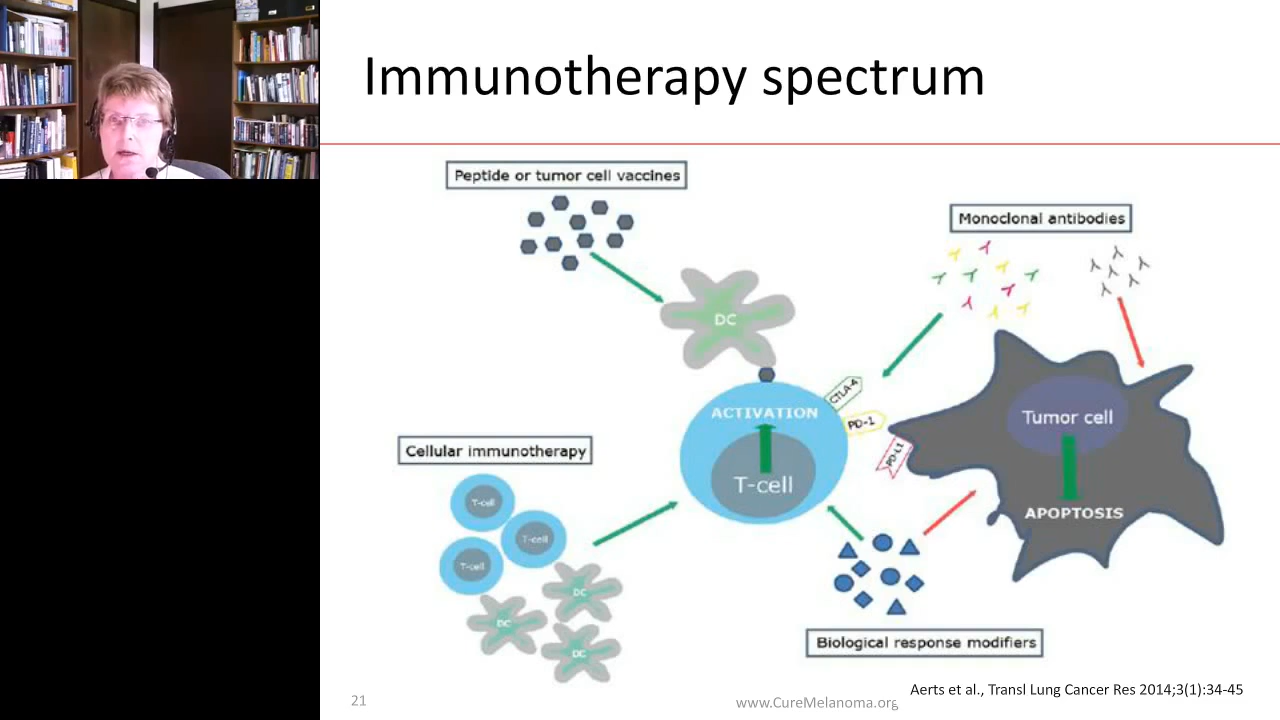 Immunotherapy spectrum
Peptide or tumor cell vaccines
Monoclonal antibodies
DC
CTLA-4
ACTIVATION
PD-1
Tumor cell
PD-L1
Cellular immunotherapy
T-cell
T-cell
T-cell
T-cell
APOPTOSIS
DC
DC
DC
Biological response modifiers
Aerts et al., Transl Lung Cancer Res 2014;3(1):34-45
21
www.CureMelanoma.org